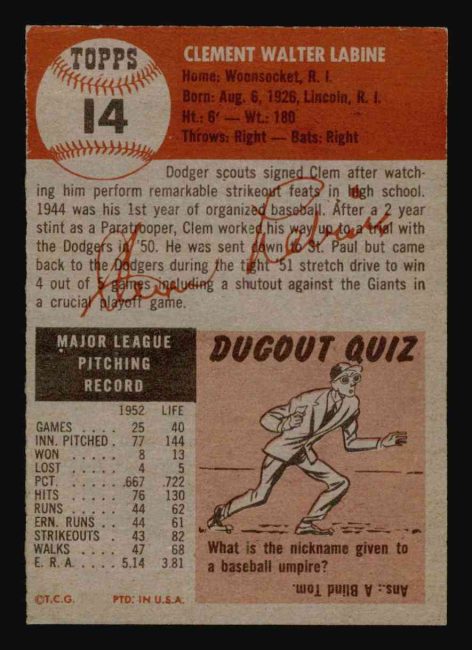 TOPPS
14
CLEMENT WALTER LABINE
Home: Woonsocket, R. I.
Born: Aug. 6, 1926, Lincoln, R. I.
Ht.: 6' — Wt.: 180
Throws: Right — Bats: Right
Dodger scouts signed Clem after watch-
ing him perform remarkable strikeout feats in high school.
1944 was his 1st year of organized baseball. After a 2 year
stint as a Paratrooper, Clem worked his way up to a trial with
the Dodgers in '50. He was sent down to St. Paul but came
back to the Dodgers during the tight '51 stretch drive to win
4 out of 5 games including a shutout against the Giants in
a crucial playoff game.
Clem Labine
MAJOR LEAGUE
PITCHING
RECORD
1952 LIFE
GAMES . . . . 25 40
INN. PITCHED . 77 144
WON . . . . . 8 13
LOST . . . . . 4 5
PCT. . . . . . .667 .722
HITS . . . . . 76 130
RUNS . . . . . 44 62
ERN. RUNS . . 44 61
STRIKEOUTS . . 43 82
WALKS . . . . 47 68
E. R. A. . . . . 5.14 3.81
©T.C.G. PTD. IN U.S.A.
DUGOUT QUIZ
What is the nickname given to
a baseball umpire?
Ans.: A Blind Tom.